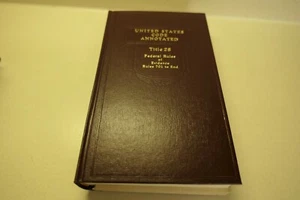 UNITED STATES
CODE
ANNOTATED
Title 28
Federal Rules
of
Evidence
Rules 701 to End